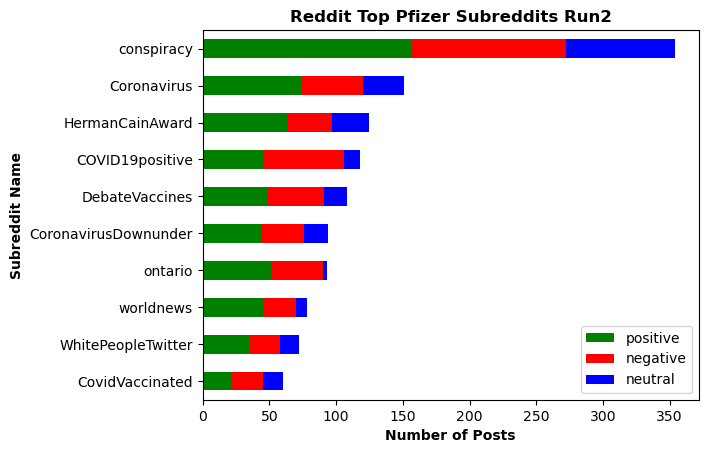 Reddit Top Pfizer Subreddits Run2
conspiracy
Coronavirus
HermanCainAward
COVID19positive
DebateVaccines
CoronavirusDownunder
ontario
worldnews
WhitePeopleTwitter
CovidVaccinated
Subreddit Name
positive
negative
neutral
0 50 100 150 200 250 300 350
Number of Posts